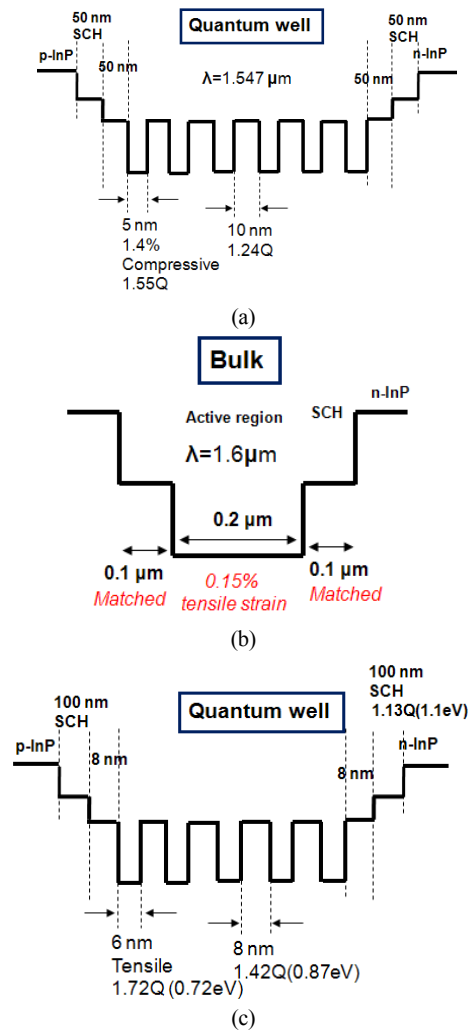 50 nm
SCH
50 nm
SCH
Quantum well
p-InP
n-InP
50 nm
50 nm
λ=1.547 µm
5 nm
1.4%
Compressive
1.55Q
10 nm
1.24Q
(a)
Bulk
n-InP
Active region
SCH
λ=1.6µm
0.2 µm
0.1 µm
Matched
0.15%
tensile strain
0.1 µm
Matched
(b)
100 nm
SCH
1.13Q(1.1eV)
100 nm
SCH
Quantum well
p-InP
n-InP
8 nm
8 nm
6 nm
Tensile
1.72Q (0.72eV)
8 nm
1.42Q(0.87eV)
(c)